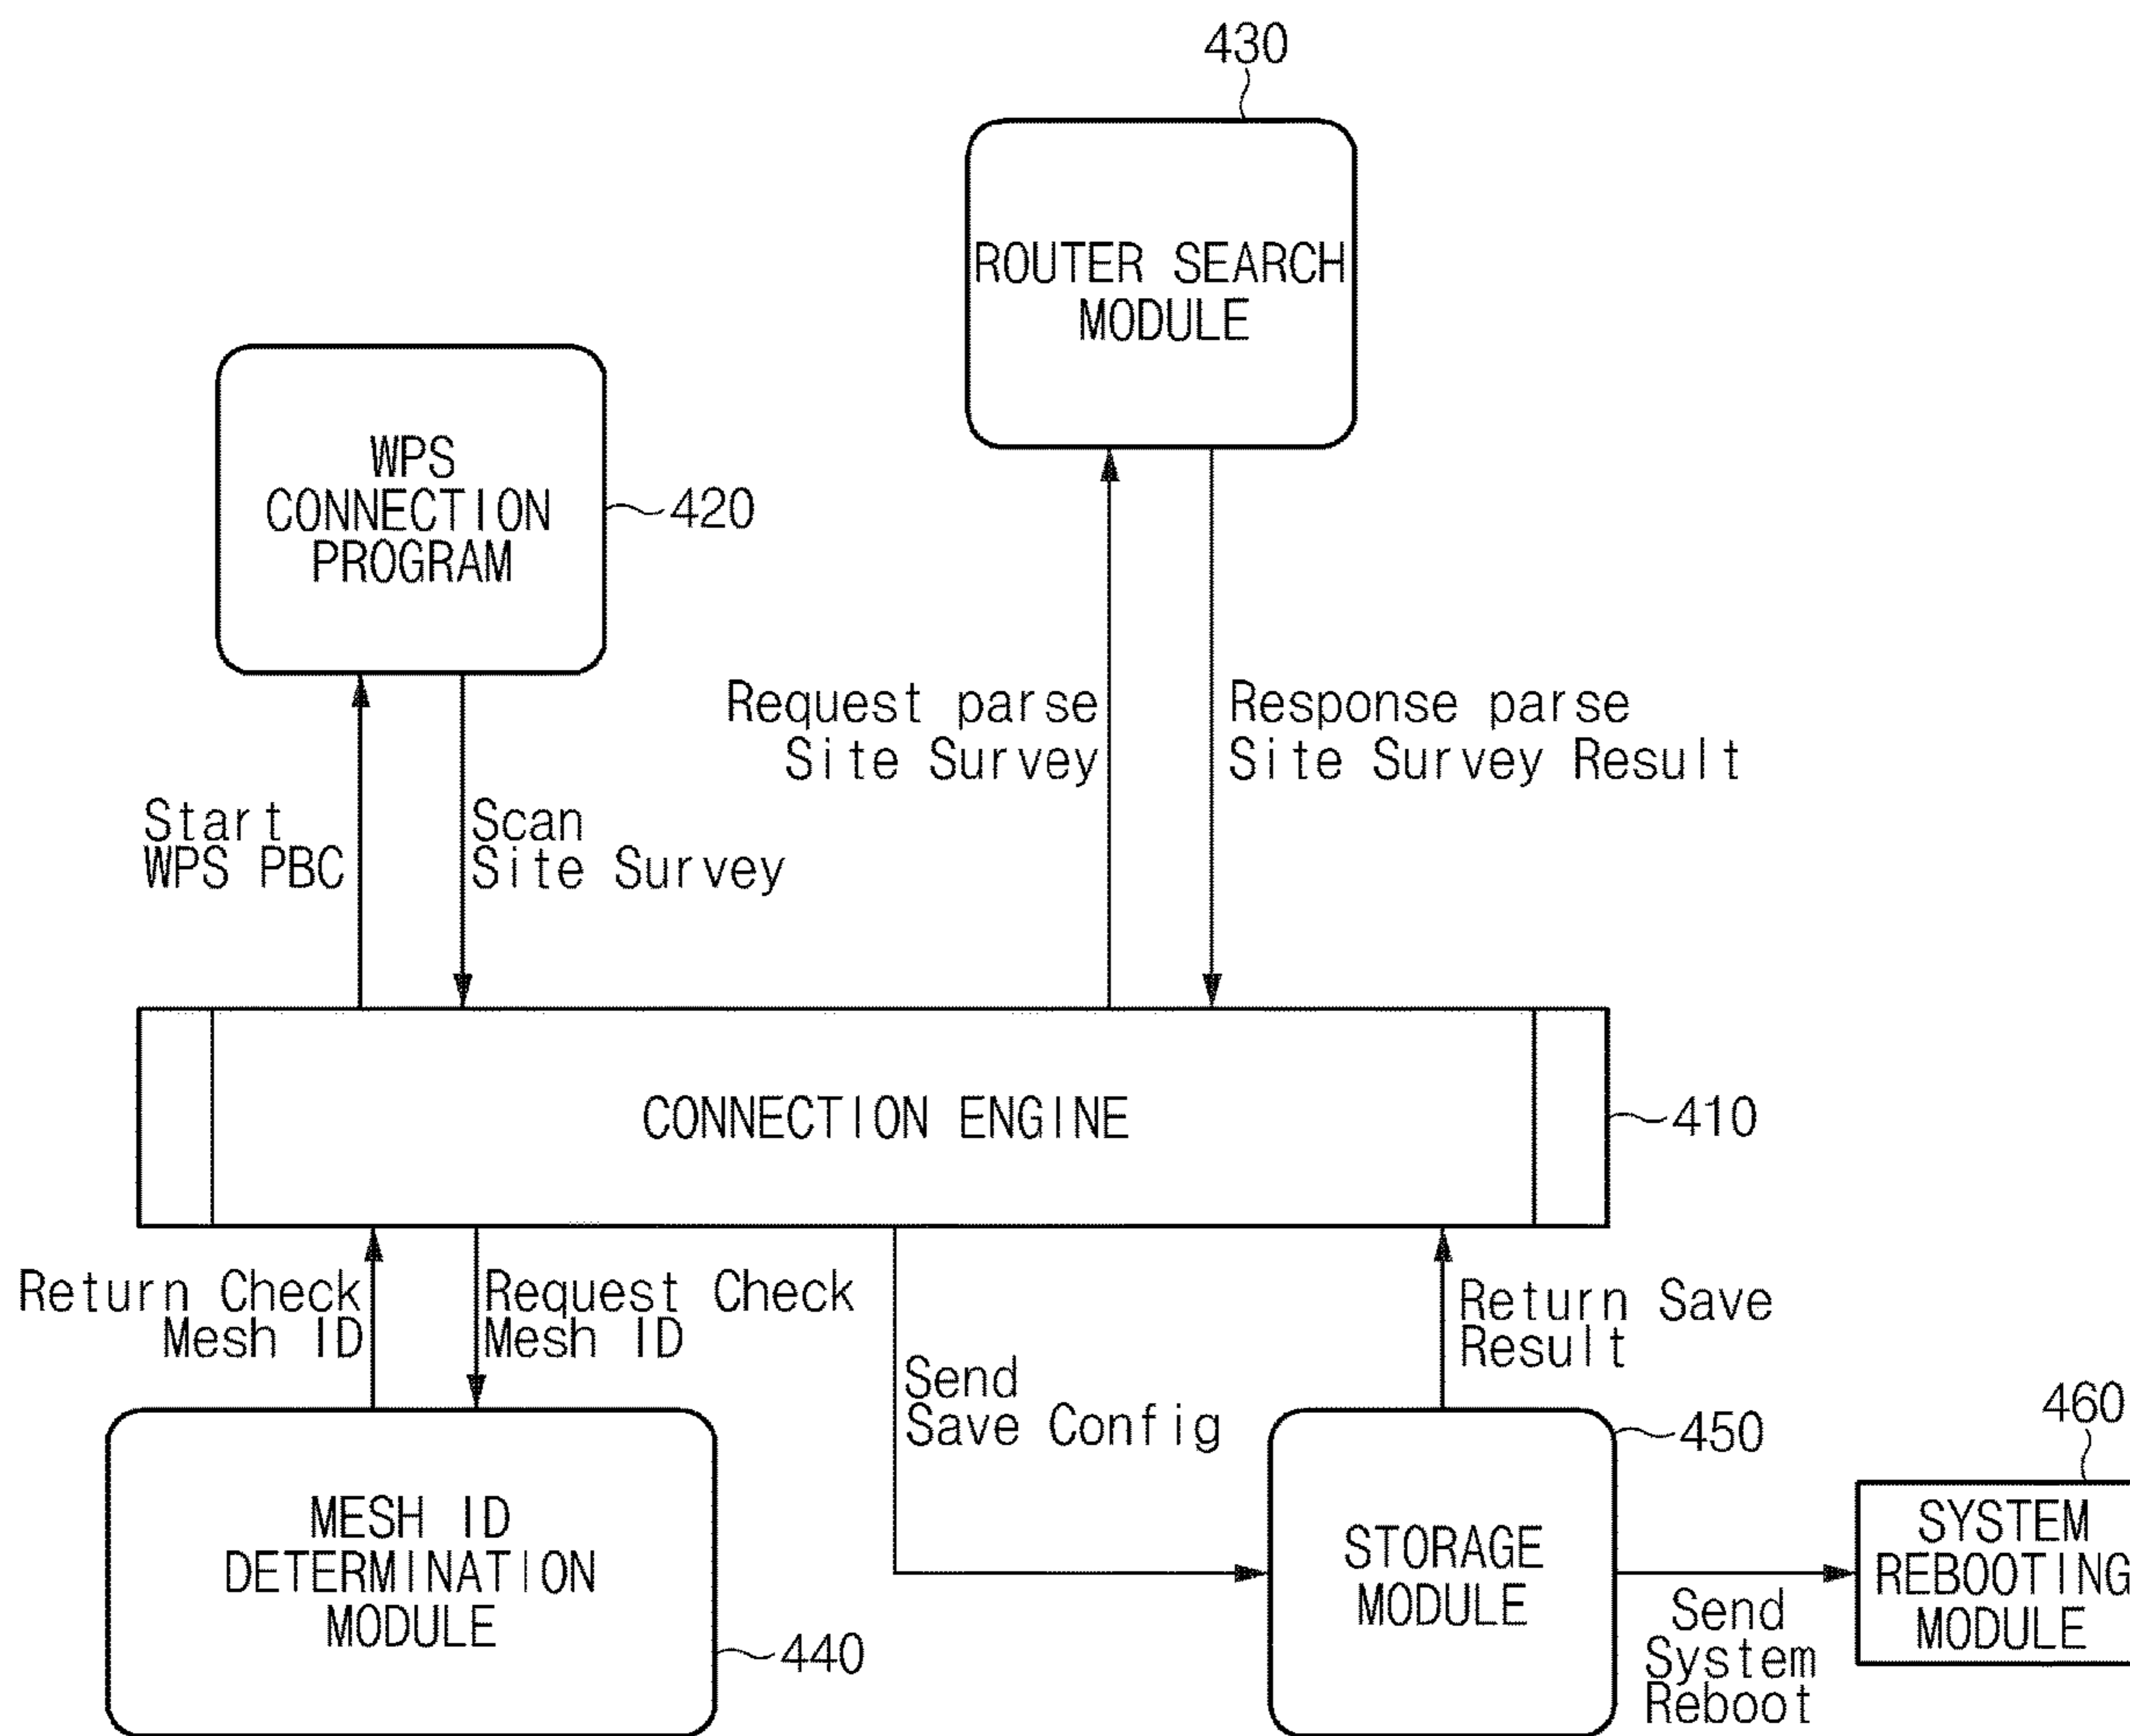 430
ROUTER SEARCH
MODULE
WPS
CONNECTION
PROGRAM
420
Request parse
Site Survey
Response parse
Site Survey Result
Start
WPS PBC
Scan
Site Survey
CONNECTION ENGINE
410
Return Check
Mesh ID
Request Check
Mesh ID
Send
Save Config
Return Save
Result
MESH ID
DETERMINATION
MODULE
440
STORAGE
MODULE
450
Send
System
Reboot
460
SYSTEM
REBOOTING
MODULE